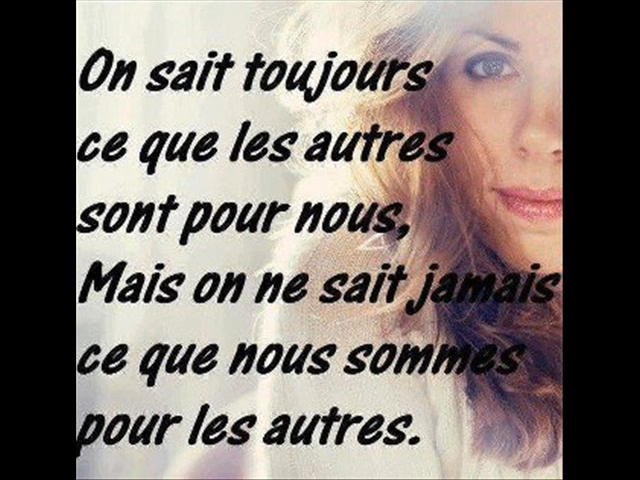 On sait toujours
ce que les autres
sont pour nous,
Mais on ne sait jamais
ce que nous sommes
pour les autres.